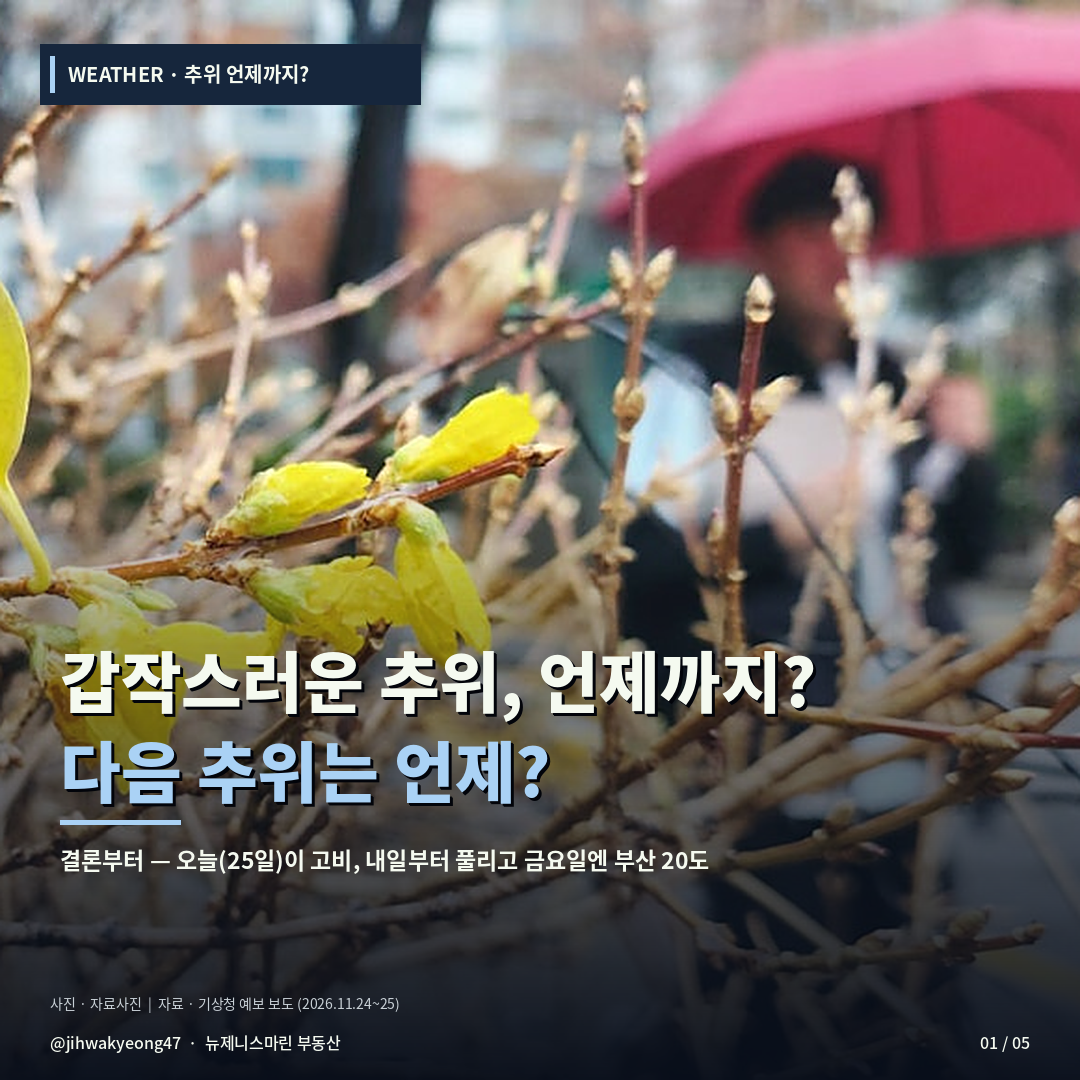 WEATHER · 추위 언제까지?
갑작스러운 추위, 언제까지?
다음 추위는 언제?
결론부터 — 오늘(25일)이 고비, 내일부터 풀리고 금요일엔 부산 20도
사진 · 자료사진 | 자료 · 기상청 예보 보도 (2026.11.24~25)
@jihwakyeong47 · 뉴제니스마린 부동산
01 / 05